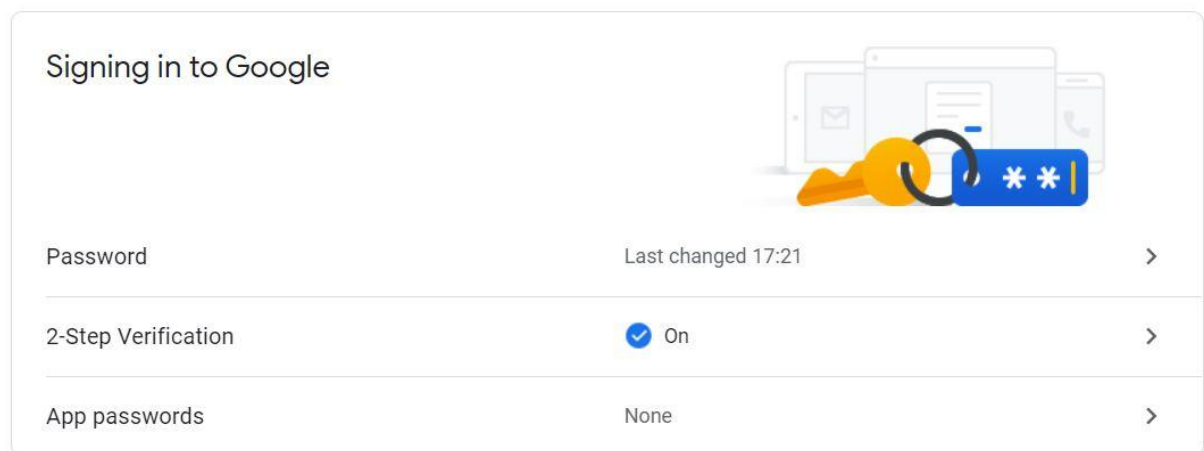 Signing in to Google
**
Password Last changed 17:21
2-Step Verification On
App passwords None